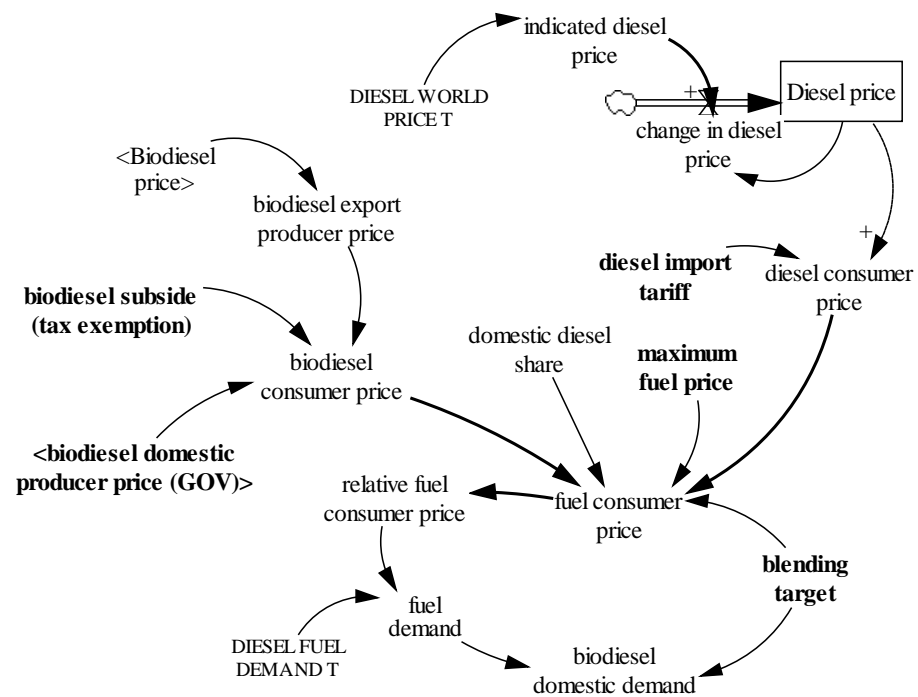 indicated diesel
price
+
Diesel price
DIESEL WORLD
PRICE T
change in diesel
price
<Biodiesel
price>
biodiesel export
producer price
+
diesel import
tariff
diesel consumer
price
biodiesel subside
(tax exemption)
domestic diesel
share
maximum
fuel price
biodiesel
consumer price
<biodiesel domestic
producer price (GOV)>
relative fuel
consumer price
fuel consumer
price
blending
target
fuel
demand
DIESEL FUEL
DEMAND T
biodiesel
domestic demand